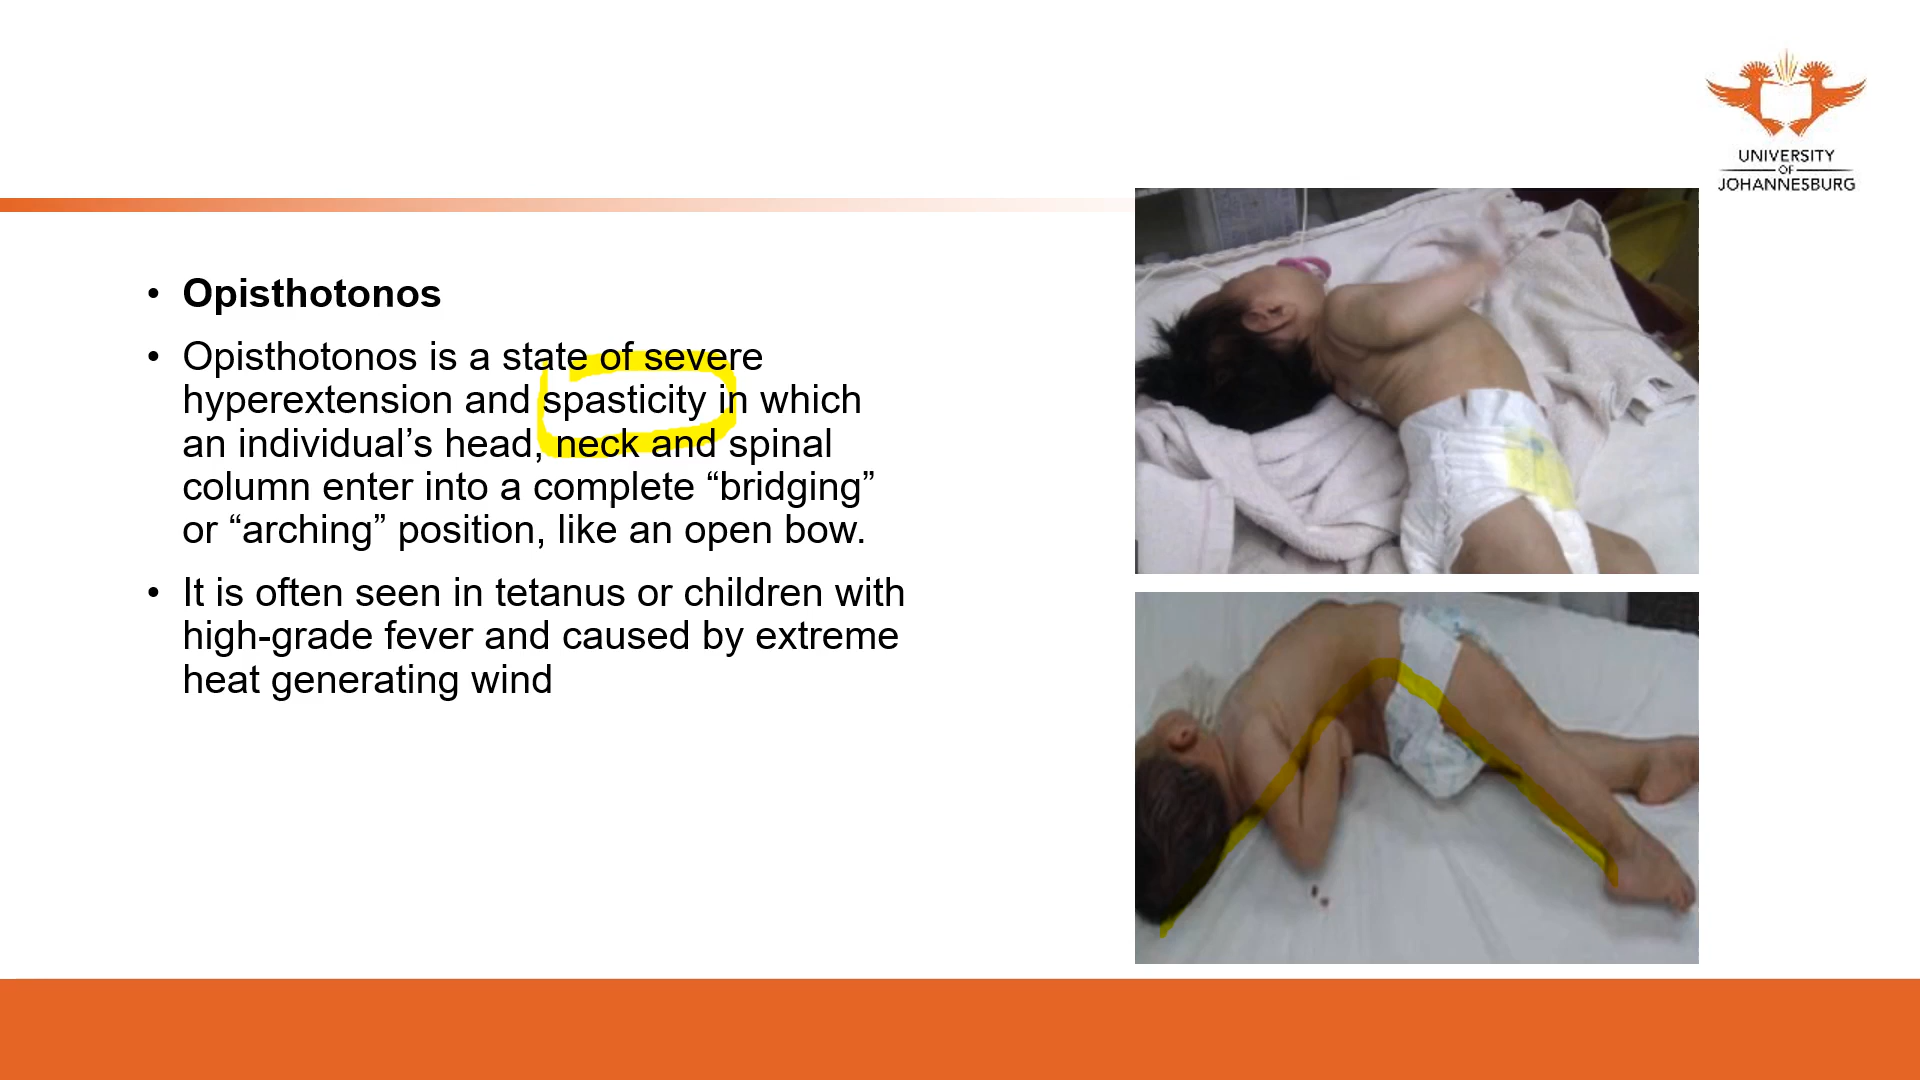 UNIVERSITY
OF
JOHANNESBURG
• Opisthotonos
• Opisthotonos is a state of severe
hyperextension and spasticity in which
an individual’s head, neck and spinal
column enter into a complete “bridging”
or “arching” position, like an open bow.
• It is often seen in tetanus or children with
high-grade fever and caused by extreme
heat generating wind